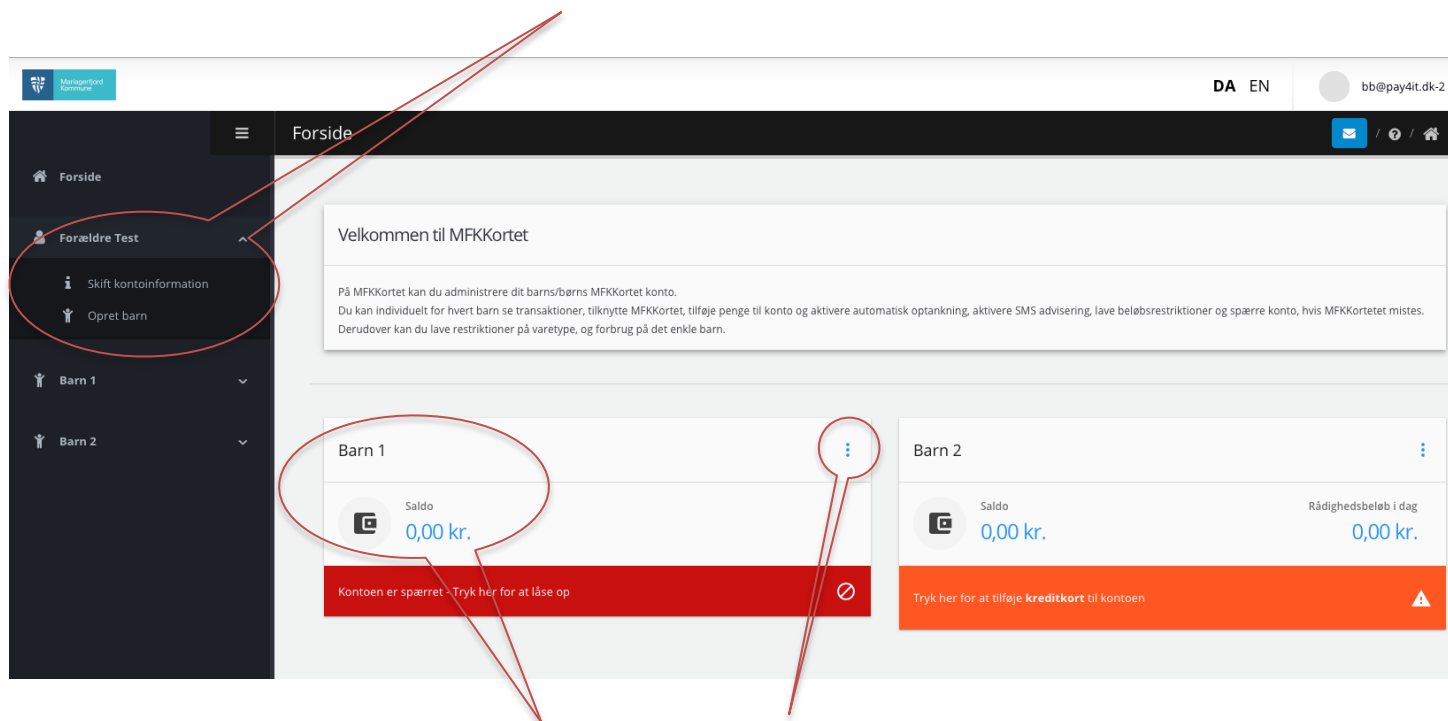 Mariagerfjord
Kommune
DA EN
bb@pay4it.dk-2
Forside
/ /
Forside
Forældre Test
Skift kontoinformation
Opret barn
Barn 1
Barn 2
Velkommen til MFKKortet
På MFKKortet kan du administrere dit barns/børns MFKKortet konto.
Du kan individuelt for hvert barn se transaktioner, tilknytte MFKKortet, tilføje penge til konto og aktivere automatisk optankning, aktivere SMS advisering, lave beløbsrestriktioner og spærre konto, hvis MFKKortetet mistes.
Derudover kan du lave restriktioner på varetype, og forbrug på det enkle barn.
Barn 1
Saldo
0,00 kr.
Kontoen er spærret - Tryk her for at låse op
Barn 2
Saldo
0,00 kr.
Rådighedsbeløb i dag
0,00 kr.
Tryk her for at tilføje kreditkort til kontoen